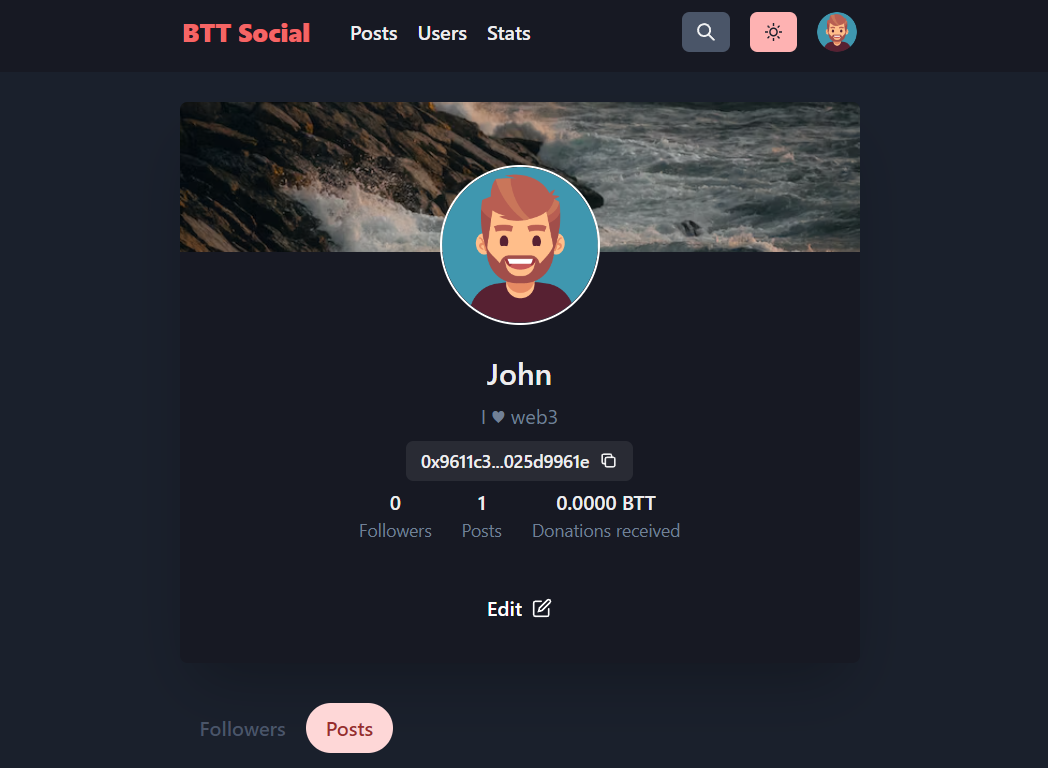 BTT Social Posts Users Stats
John
I ♥ web3
0x9611c3...025d9961e
0 1 0.0000 BTT
Followers Posts Donations received
Edit
Followers Posts